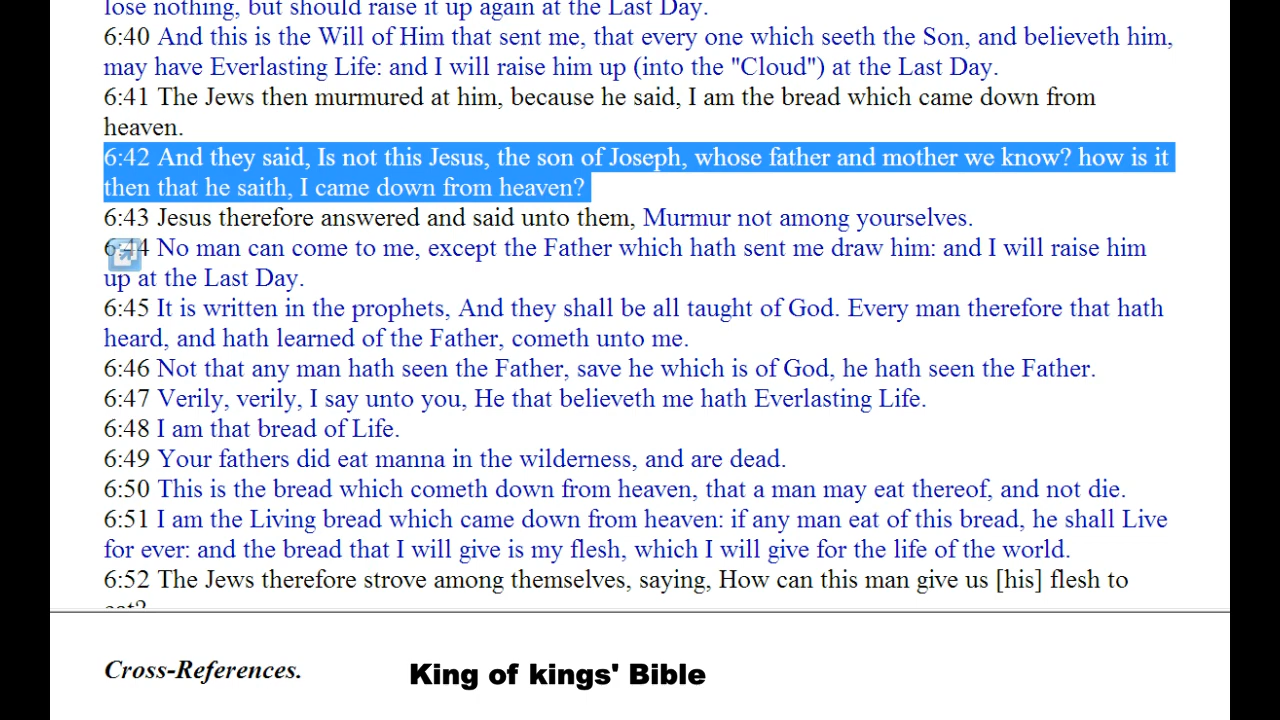 lose nothing, but should raise it up again at the Last Day.
6:40 And this is the Will of Him that sent me, that every one which seeth the Son, and believeth him,
may have Everlasting Life: and I will raise him up (into the "Cloud") at the Last Day.
6:41 The Jews then murmured at him, because he said, I am the bread which came down from
heaven.
6:42 And they said, Is not this Jesus, the son of Joseph, whose father and mother we know? how is it
then that he saith, I came down from heaven?
6:43 Jesus therefore answered and said unto them, Murmur not among yourselves.
6:44 No man can come to me, except the Father which hath sent me draw him: and I will raise him
up at the Last Day.
6:45 It is written in the prophets, And they shall be all taught of God. Every man therefore that hath
heard, and hath learned of the Father, cometh unto me.
6:46 Not that any man hath seen the Father, save he which is of God, he hath seen the Father.
6:47 Verily, verily, I say unto you, He that believeth me hath Everlasting Life.
6:48 I am that bread of Life.
6:49 Your fathers did eat manna in the wilderness, and are dead.
6:50 This is the bread which cometh down from heaven, that a man may eat thereof, and not die.
6:51 I am the Living bread which came down from heaven: if any man eat of this bread, he shall Live
for ever: and the bread that I will give is my flesh, which I will give for the life of the world.
6:52 The Jews therefore strove among themselves, saying, How can this man give us [his] flesh to
eat?
Cross-References.
King of kings' Bible